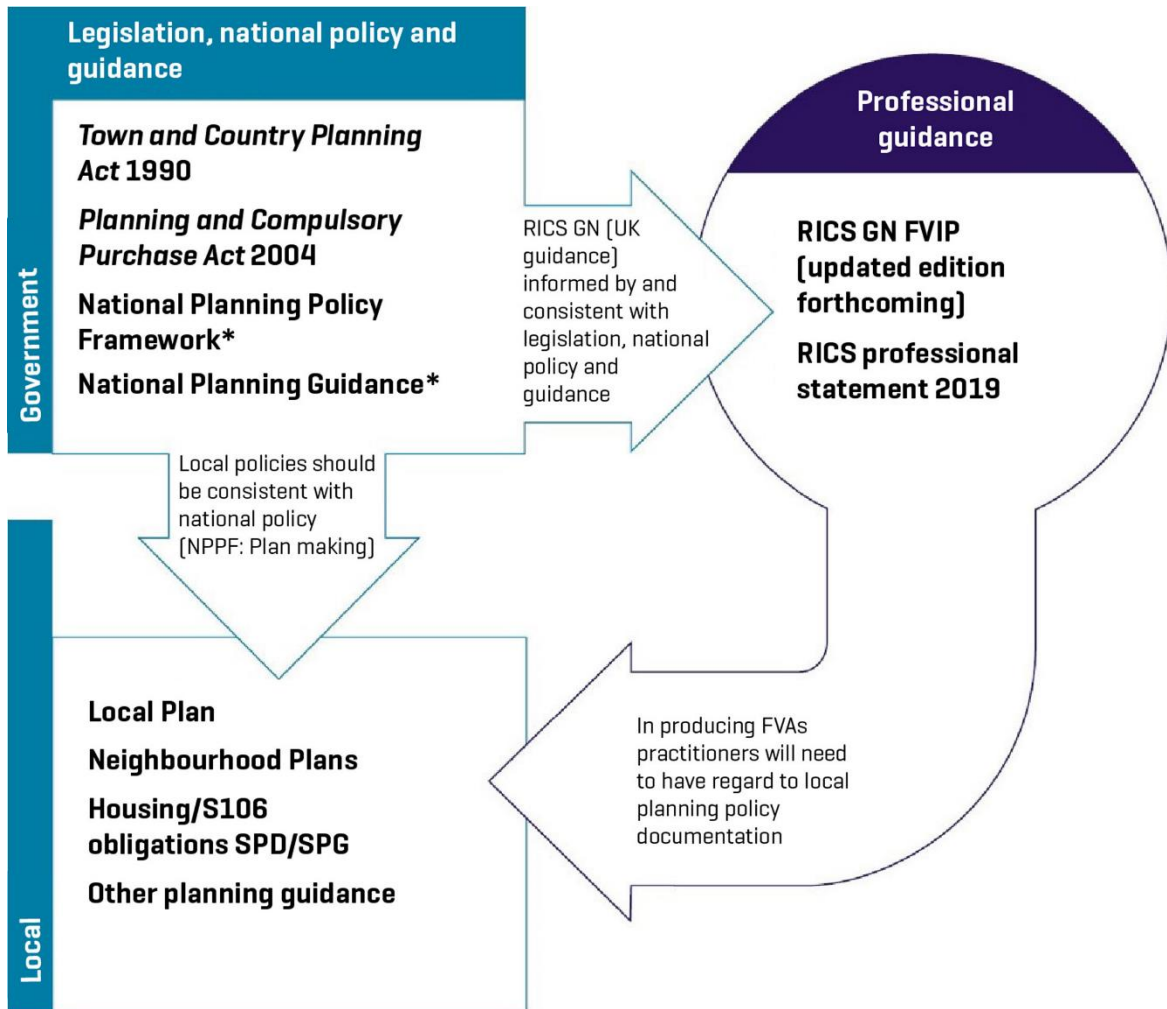 Legislation, national policy and
guidance
Government
Town and Country Planning
Act 1990
Planning and Compulsory
Purchase Act 2004
National Planning Policy
Framework*
National Planning Guidance*
RICS GN (UK
guidance)
informed by and
consistent with
legislation, national
policy and
guidance
Professional
guidance
RICS GN FVIP
(updated edition
forthcoming)
RICS professional
statement 2019
Local policies should
be consistent with
national policy
(NPPF: Plan making)
Local
Local Plan
Neighbourhood Plans
Housing/S106
obligations SPD/SPG
Other planning guidance
In producing FVAs
practitioners will need
to have regard to local
planning policy
documentation